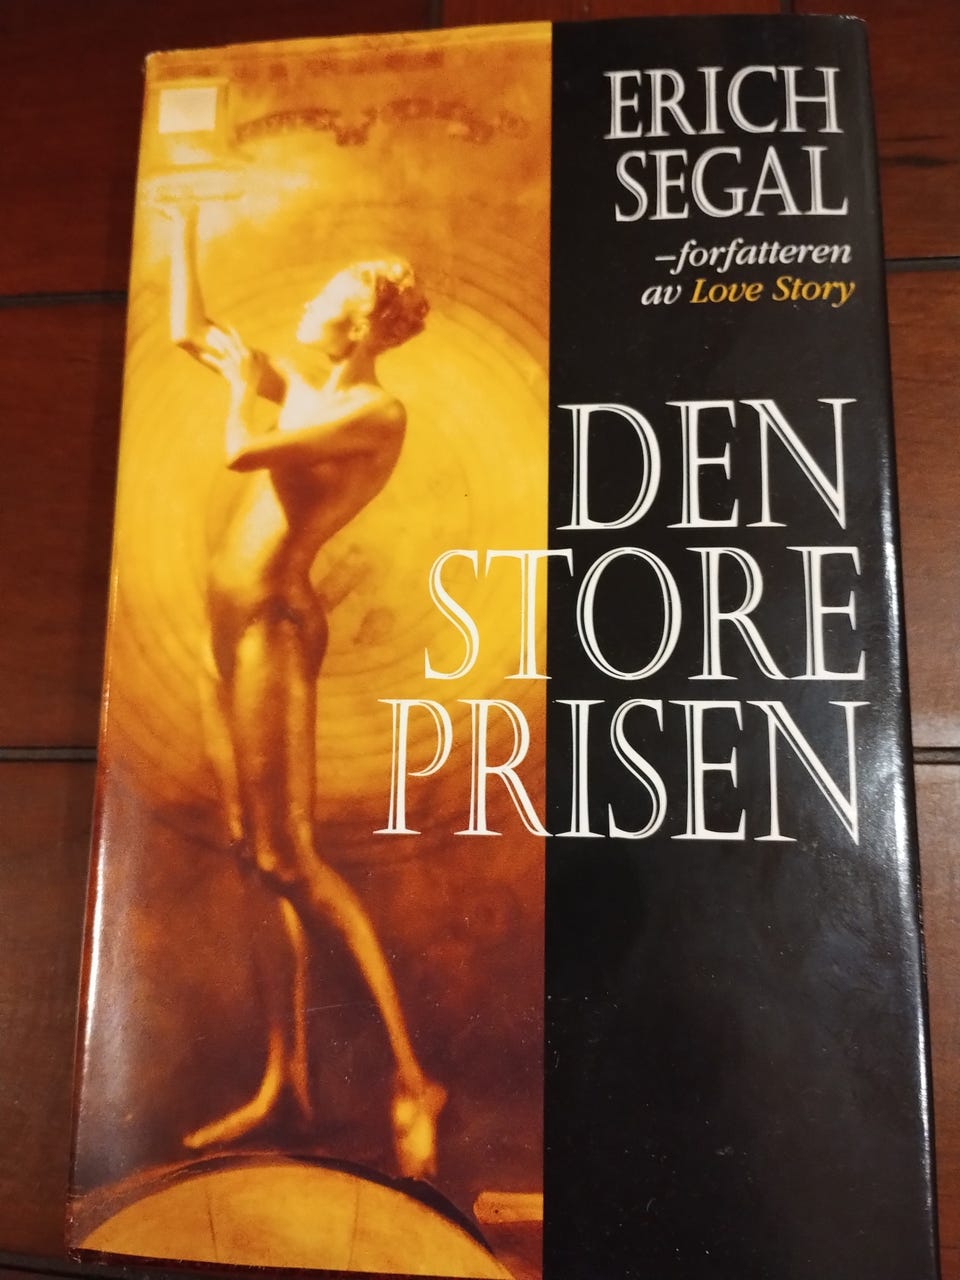 ERICH
SEGAL
–forfatteren
av Love Story
DEN
STORE
PRISEN